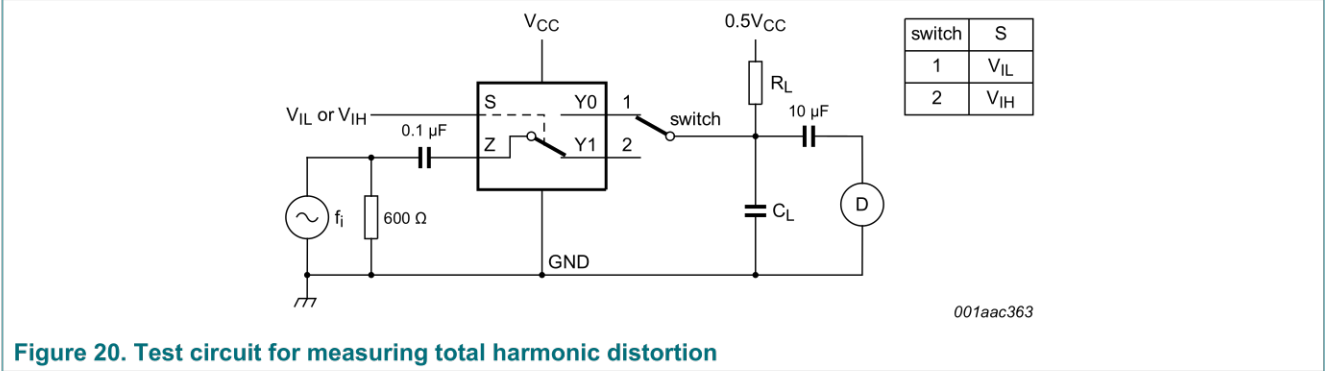 VCC
0.5VCC
switch S
1 VIL
2 VIH
RL
10 µF
VIL or VIH
S
Y0
1
switch
0.1 µF
Z
Y1
2
fi
600 Ω
CL
D
GND
001aac363
Figure 20. Test circuit for measuring total harmonic distortion